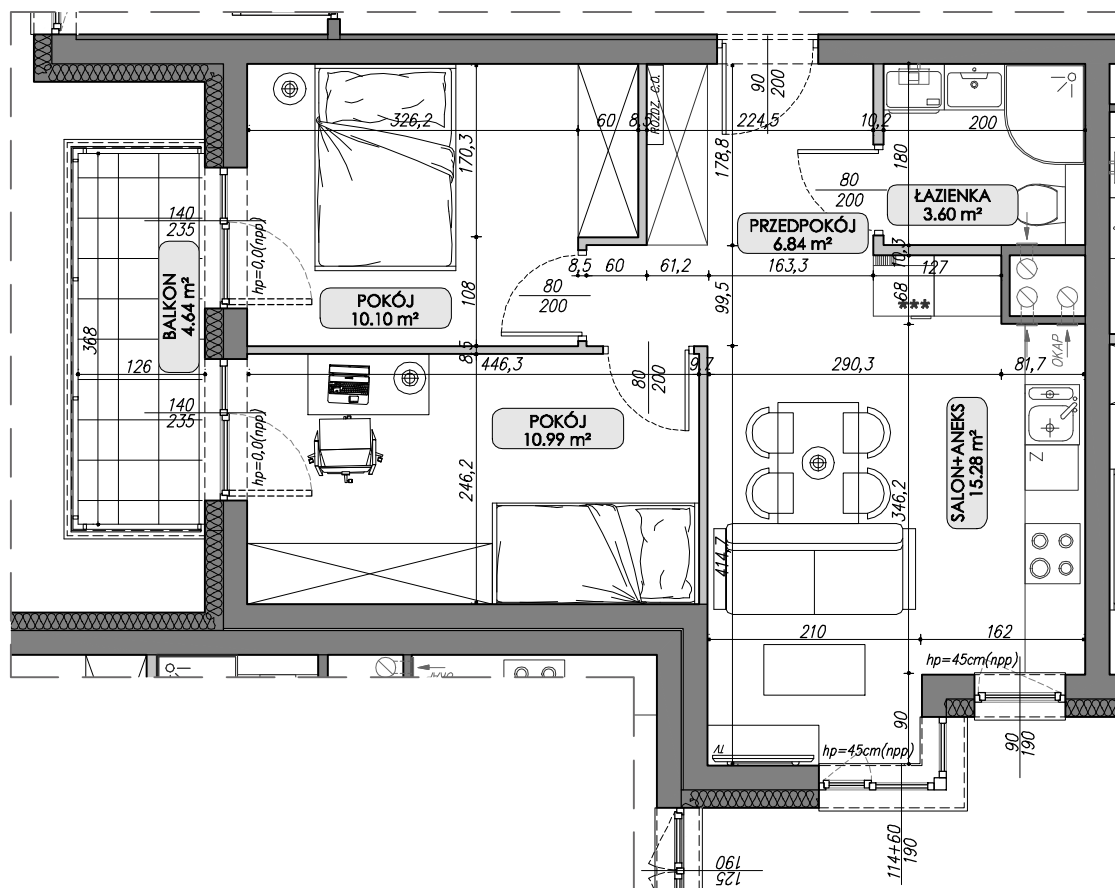 326,2
60
8,5
ROZDZ. e.o.
224,5
90
200
10,2
200
170,3
178,8
180
80
200
ŁAZIENKA
3.60 m²
PRZEDPOKÓJ
6.84 m²
140
235
hp=0,0(npp)
BALKON
4.64 m²
368
126
8,5
60
61,2
163,3
10,3
127
68
***
80
200
POKÓJ
10.10 m²
108
99,5
OKAP
8,5
446,3
9,7
80
200
290,3
81,7
140
235
hp=0,0(npp)
POKÓJ
10.99 m²
246,2
SALON+ANEKS
15.28 m²
Z
346,2
414,7
210
162
hp=45cm(npp)
90
TV
hp=45cm(npp)
90
190
114+60
190
190
125